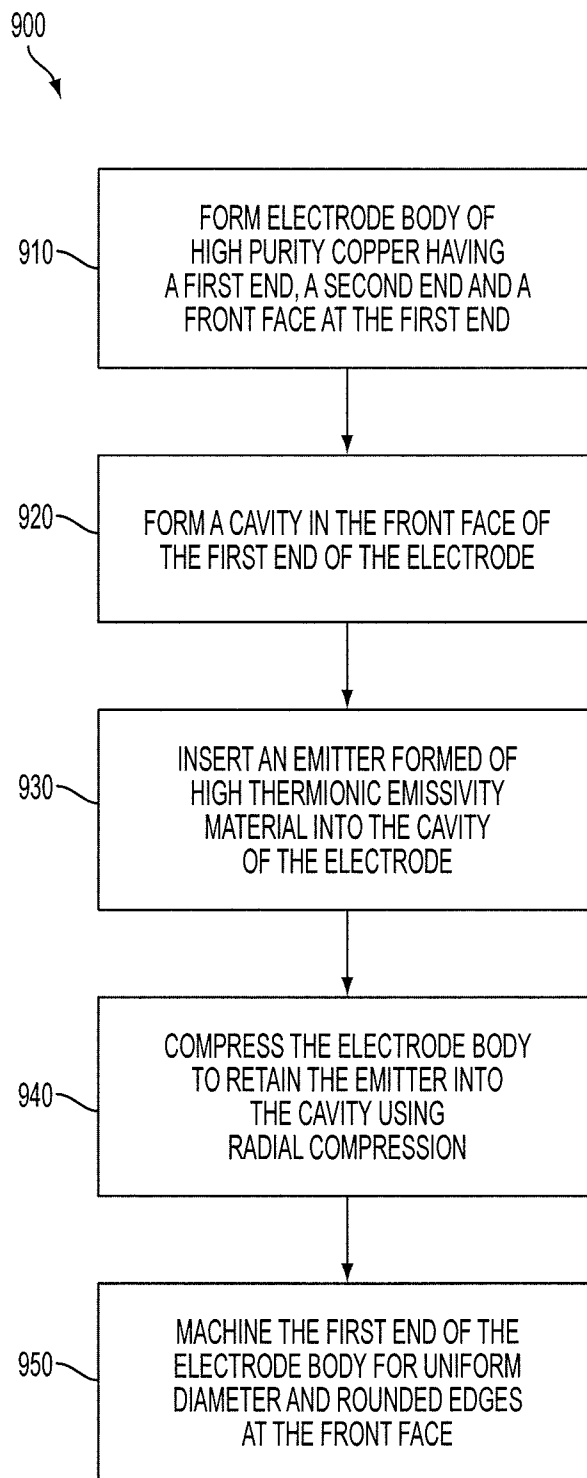 900
910
FORM ELECTRODE BODY OF
HIGH PURITY COPPER HAVING
A FIRST END, A SECOND END AND A
FRONT FACE AT THE FIRST END
920
FORM A CAVITY IN THE FRONT FACE OF
THE FIRST END OF THE ELECTRODE
930
INSERT AN EMITTER FORMED OF
HIGH THERMIONIC EMISSIVITY
MATERIAL INTO THE CAVITY
OF THE ELECTRODE
940
COMPRESS THE ELECTRODE BODY
TO RETAIN THE EMITTER INTO
THE CAVITY USING
RADIAL COMPRESSION
950
MACHINE THE FIRST END OF THE
ELECTRODE BODY FOR UNIFORM
DIAMETER AND ROUNDED EDGES
AT THE FRONT FACE